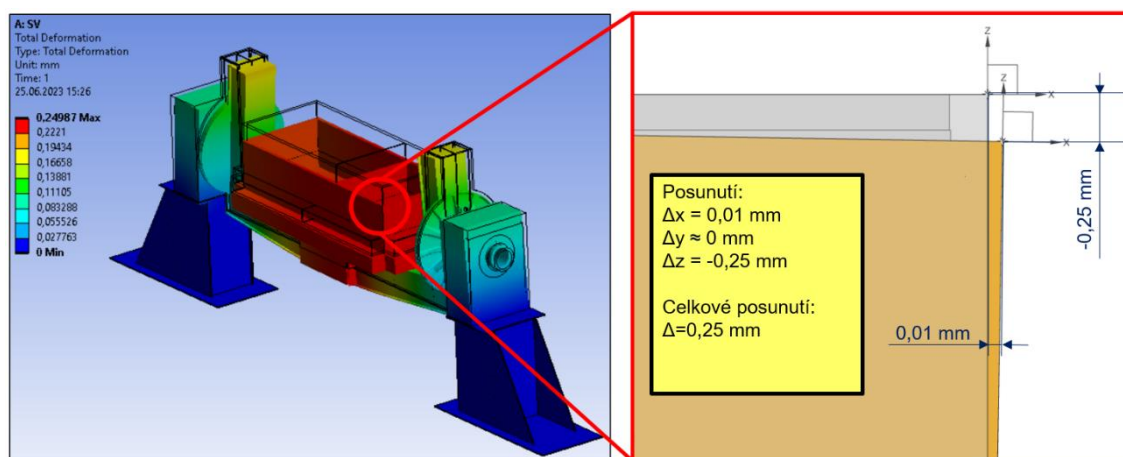 A: SV
Total Deformation
Type: Total Deformation
Unit: mm
Time: 1
25.06.2023 15:26
0,24987 Max
0,2221
0,19434
0,16658
0,13881
0,11105
0,083288
0,055526
0,027763
0 Min
z
x
z
x
-0,25 mm
Posunutí:
Δx = 0,01 mm
Δy ≈ 0 mm
Δz = -0,25 mm
Celkové posunutí:
Δ=0,25 mm
0,01 mm